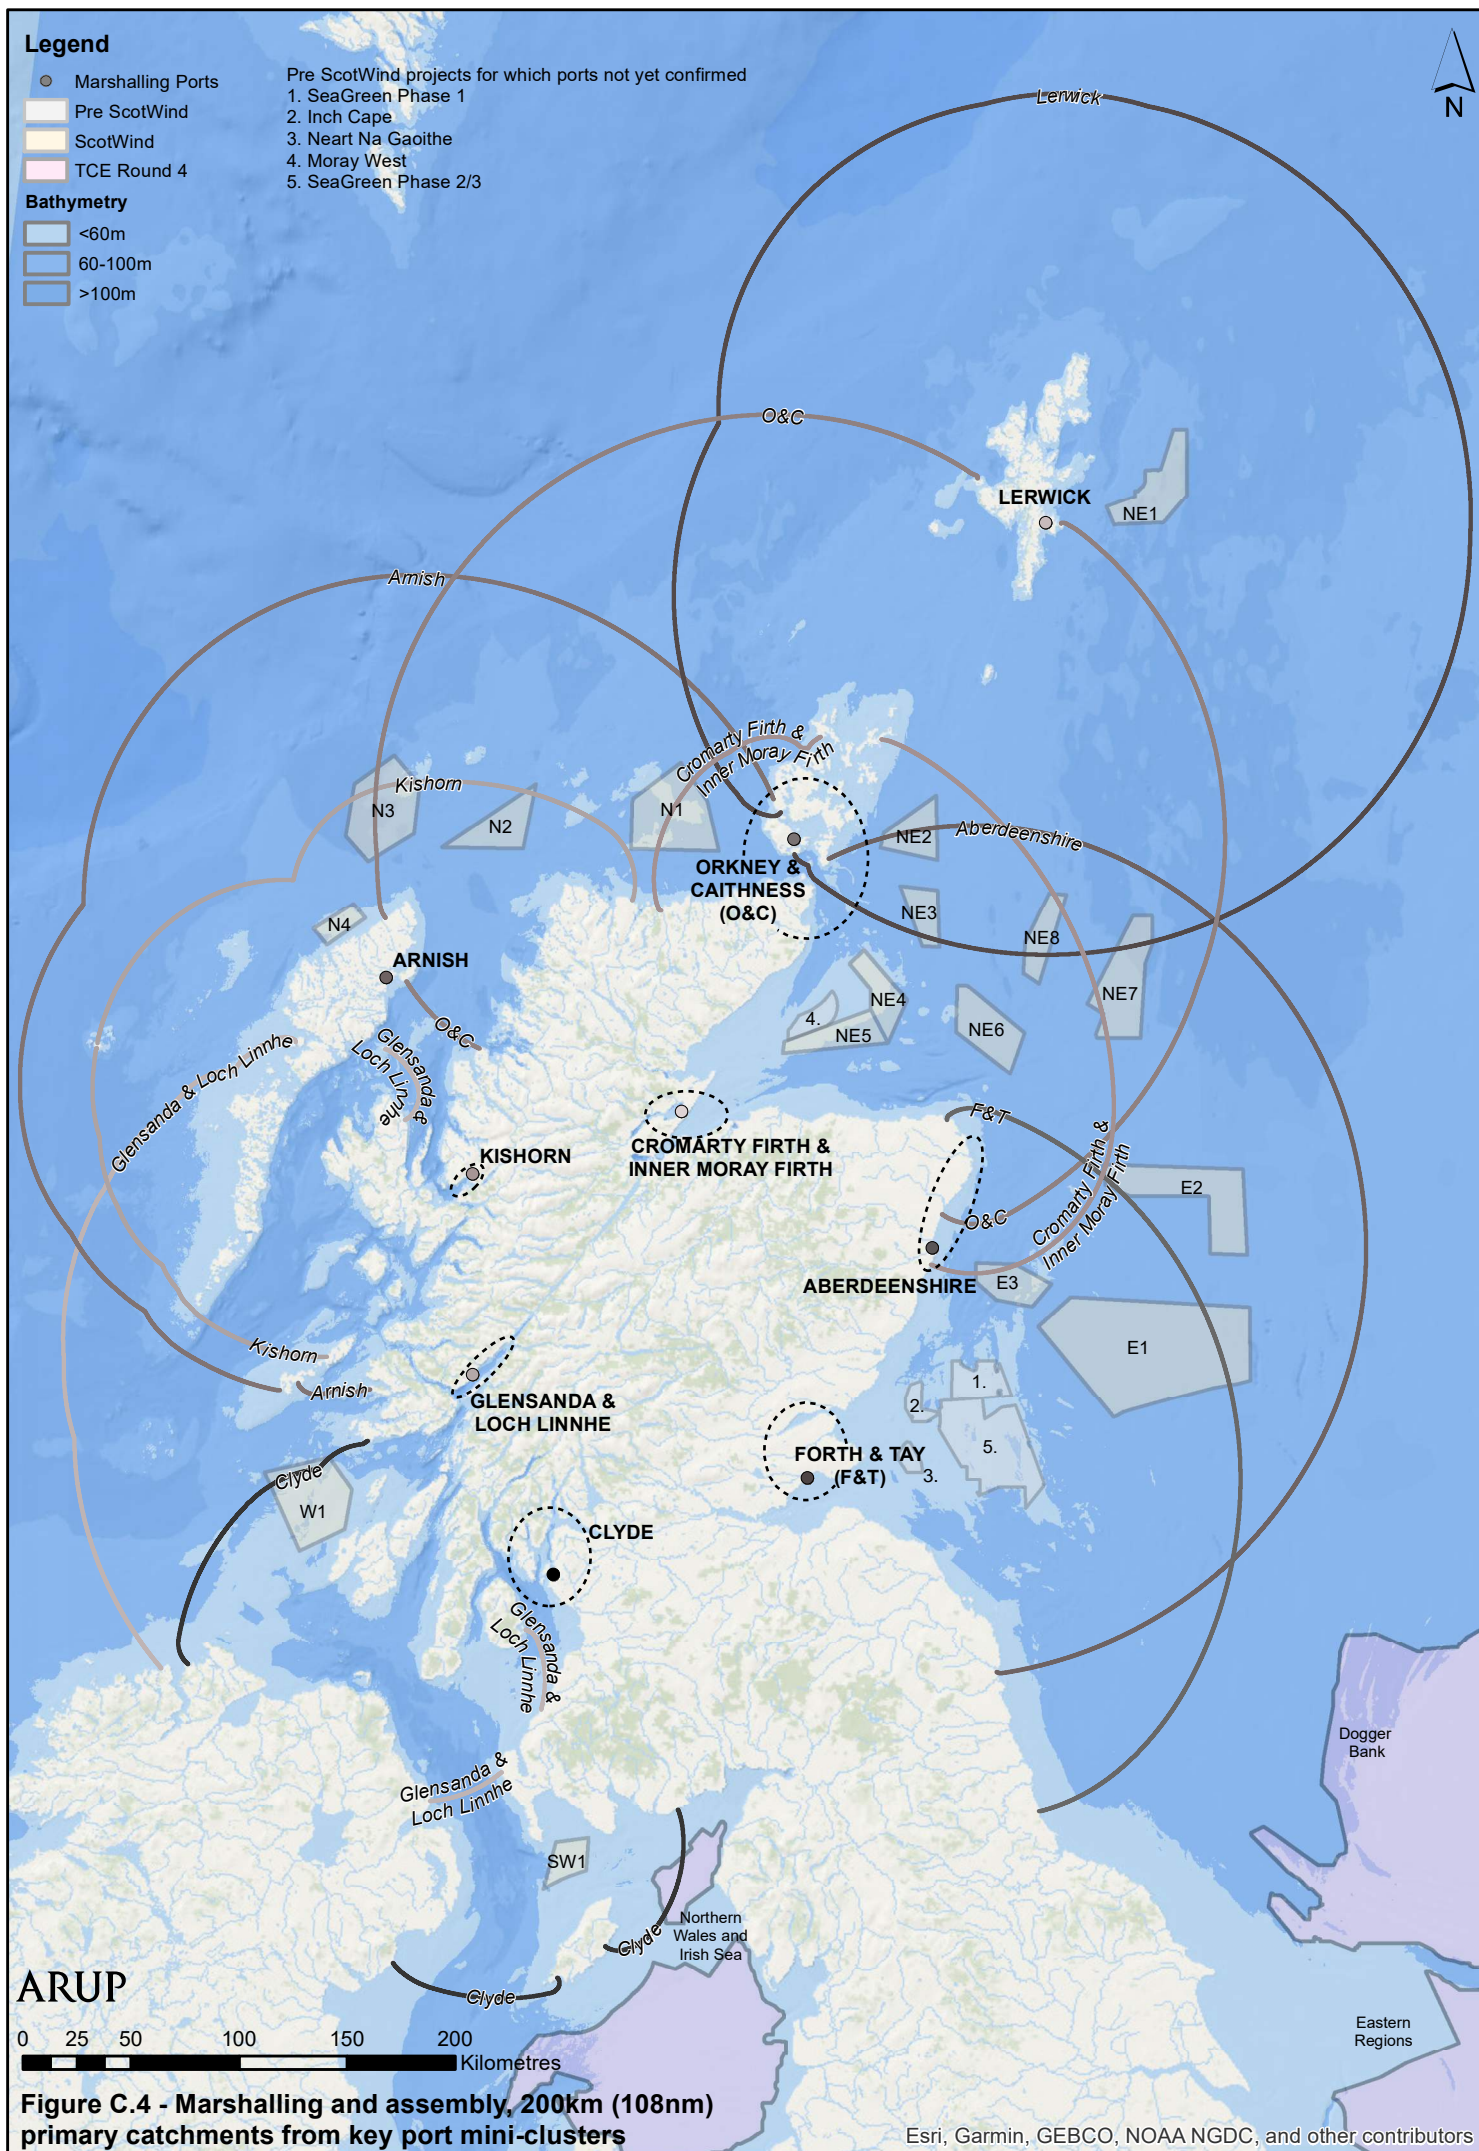 Legend
Marshalling Ports
Pre ScotWind
ScotWind
TCE Round 4
Bathymetry
<60m
60-100m
>100m
Pre ScotWind projects for which ports not yet confirmed
1. SeaGreen Phase 1
2. Inch Cape
3. Neart Na Gaoithe
4. Moray West
5. SeaGreen Phase 2/3
N
Lerwick
O&C
LERWICK
NE1
Arnish
Cromarty Firth &
Inner Moray Firth
Kishorn
N3
N2
N1
NE2
Aberdeenshire
ORKNEY &
CAITHNESS
(O&C)
N4
NE3
NE8
ARNISH
NE4
NE7
4.
NE5
NE6
O&C
Glensanda &
Loch Linnhe
Glensanda & Loch Linnhe
F&T
KISHORN
CROMARTY FIRTH &
INNER MORAY FIRTH
Cromarty Firth &
Inner Moray Firth
E2
O&C
ABERDEENSHIRE
E3
Kishorn
E1
Arnish
GLENSANDA &
LOCH LINNHE
1.
2.
5.
FORTH & TAY
(F&T)
3.
Clyde
W1
CLYDE
Glensanda &
Loch Linnhe
Dogger
Bank
Glensanda &
Loch Linnhe
SW1
Northern
Wales and
Irish Sea
Clyde
Clyde
ARUP
Eastern
Regions
0 25 50 100 150 200
Kilometres
Figure C.4 - Marshalling and assembly, 200km (108nm)
primary catchments from key port mini-clusters
Esri, Garmin, GEBCO, NOAA NGDC, and other contributors